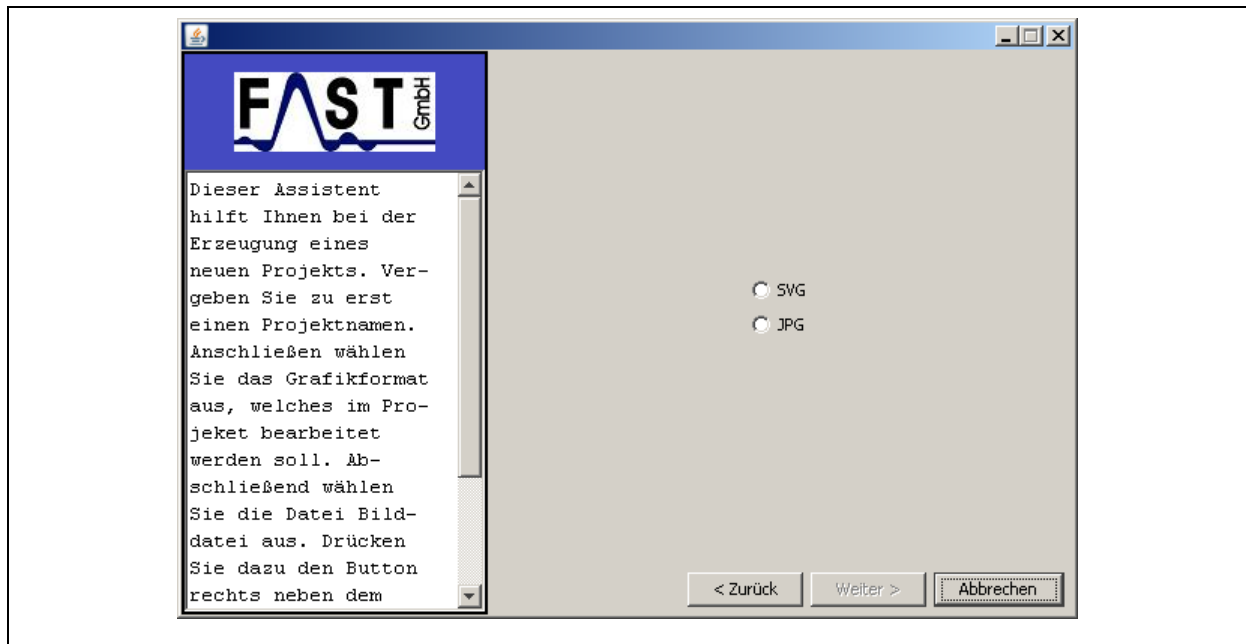 FAST GmbH
Dieser Assistent
hilft Ihnen bei der
Erzeugung eines
neuen Projekts. Ver-
geben Sie zu erst
einen Projektnamen.
Anschließen wählen
Sie das Grafikformat
aus, welches im Pro-
jeket bearbeitet
werden soll. Ab-
schließend wählen
Sie die Datei Bild-
datei aus. Drücken
Sie dazu den Button
rechts neben dem
SVG
JPG
< Zurück
Weiter >
Abbrechen